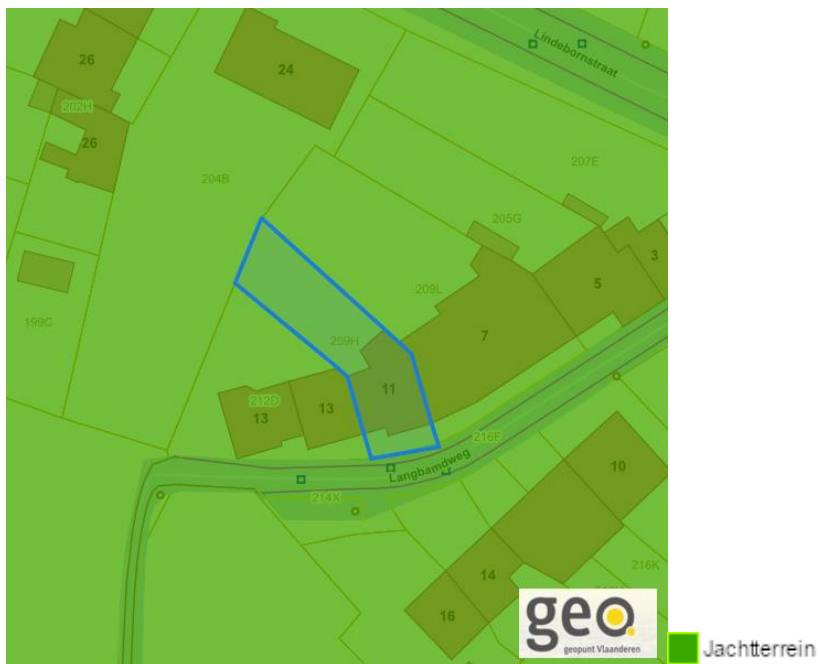 Lindebornstraat
26
24
202H
26
207E
204B
205G
3
209L
5
199C
7
209H
11
212D
13
13
216F
Langbamdweg
10
214X
216K
14
16
geo
geopunt Vlaanderen
Jachtterrein